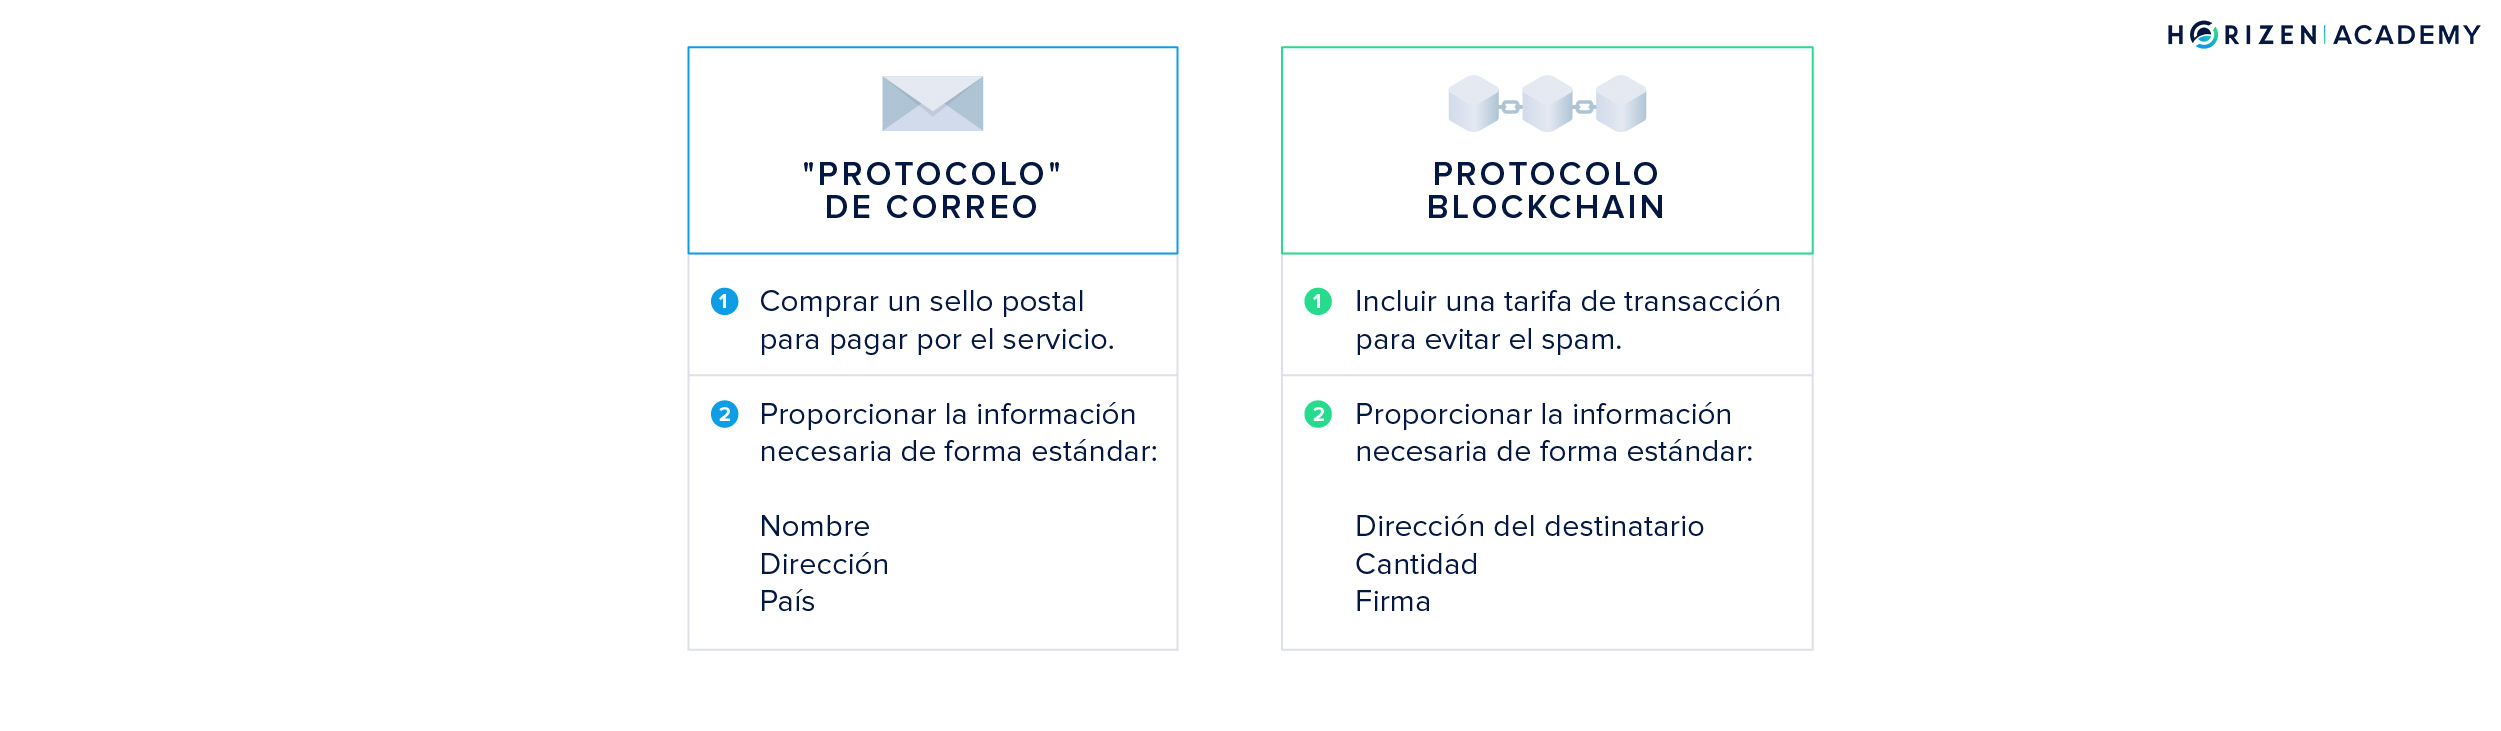 HORIZEN | ACADEMY
"PROTOCOLO"
DE CORREO
1 Comprar un sello postal
para pagar por el servicio.
2 Proporcionar la información
necesaria de forma estándar:
Nombre
Dirección
País
PROTOCOLO
BLOCKCHAIN
1 Incluir una tarifa de transacción
para evitar el spam.
2 Proporcionar la información
necesaria de forma estándar:
Dirección del destinatario
Cantidad
Firma